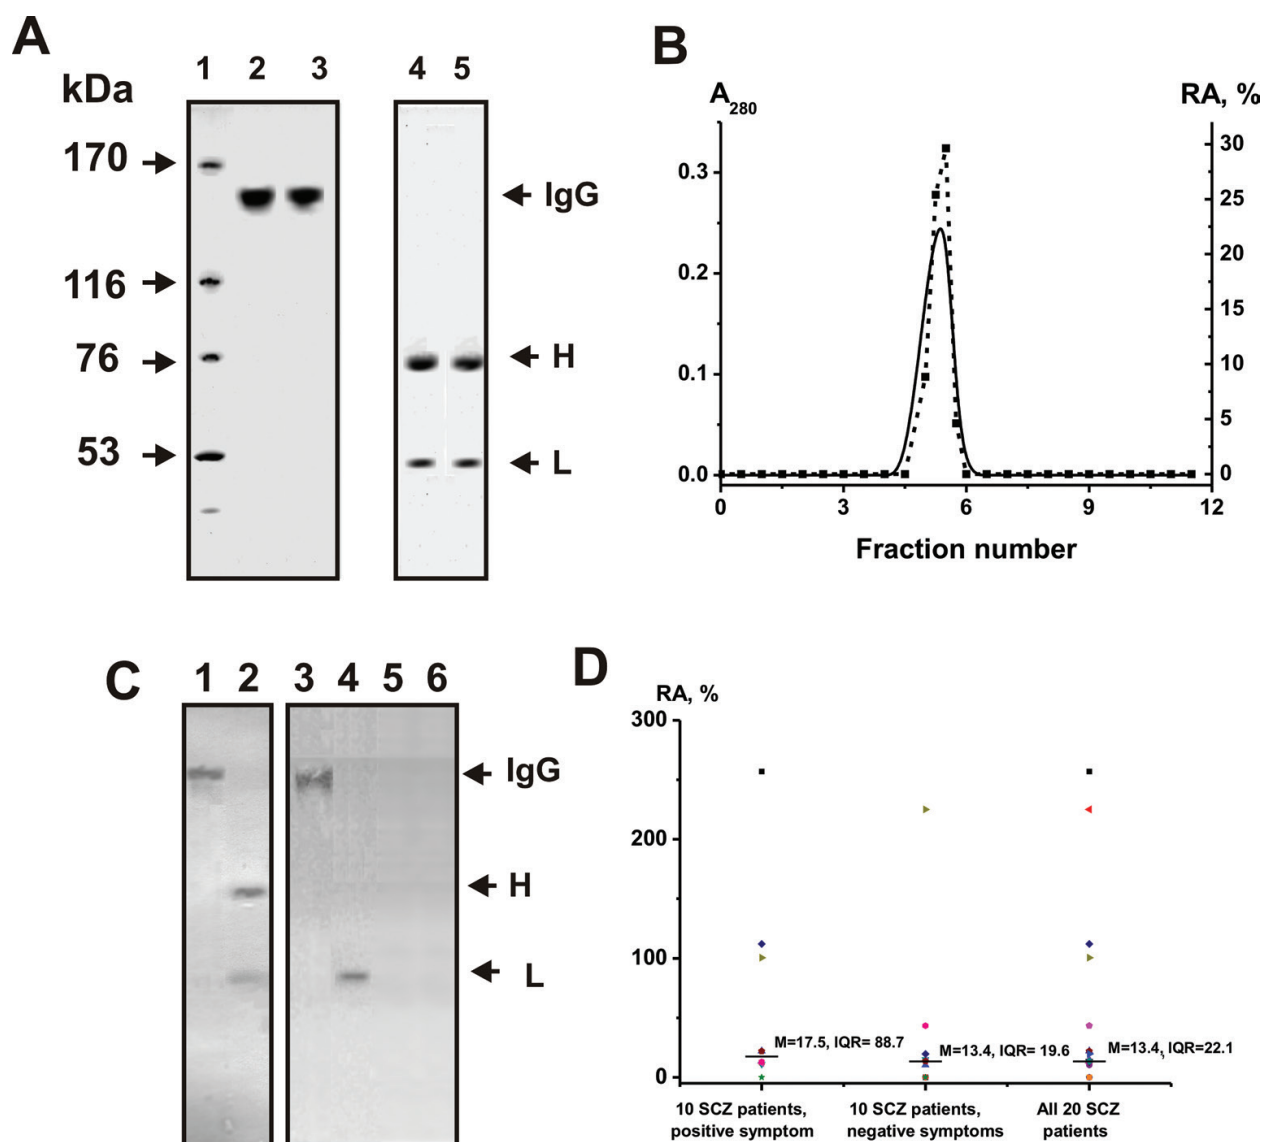 A
1 2 3 4 5
kDa
170
116
76
53
IgG
H
L
B
A280
RA, %
0.3
0.2
0.1
0.0
30
25
20
15
10
5
0
0 3 6 9 12
Fraction number
C
1 2 3 4 5 6
IgG
H
L
D
RA, %
300
200
100
0
M=17.5, IQR= 88.7
M=13.4, IQR= 19.6
M=13.4, IQR=22.1
10 SCZ patients,
positive symptom
10 SCZ patients,
negative symptoms
All 20 SCZ
patients